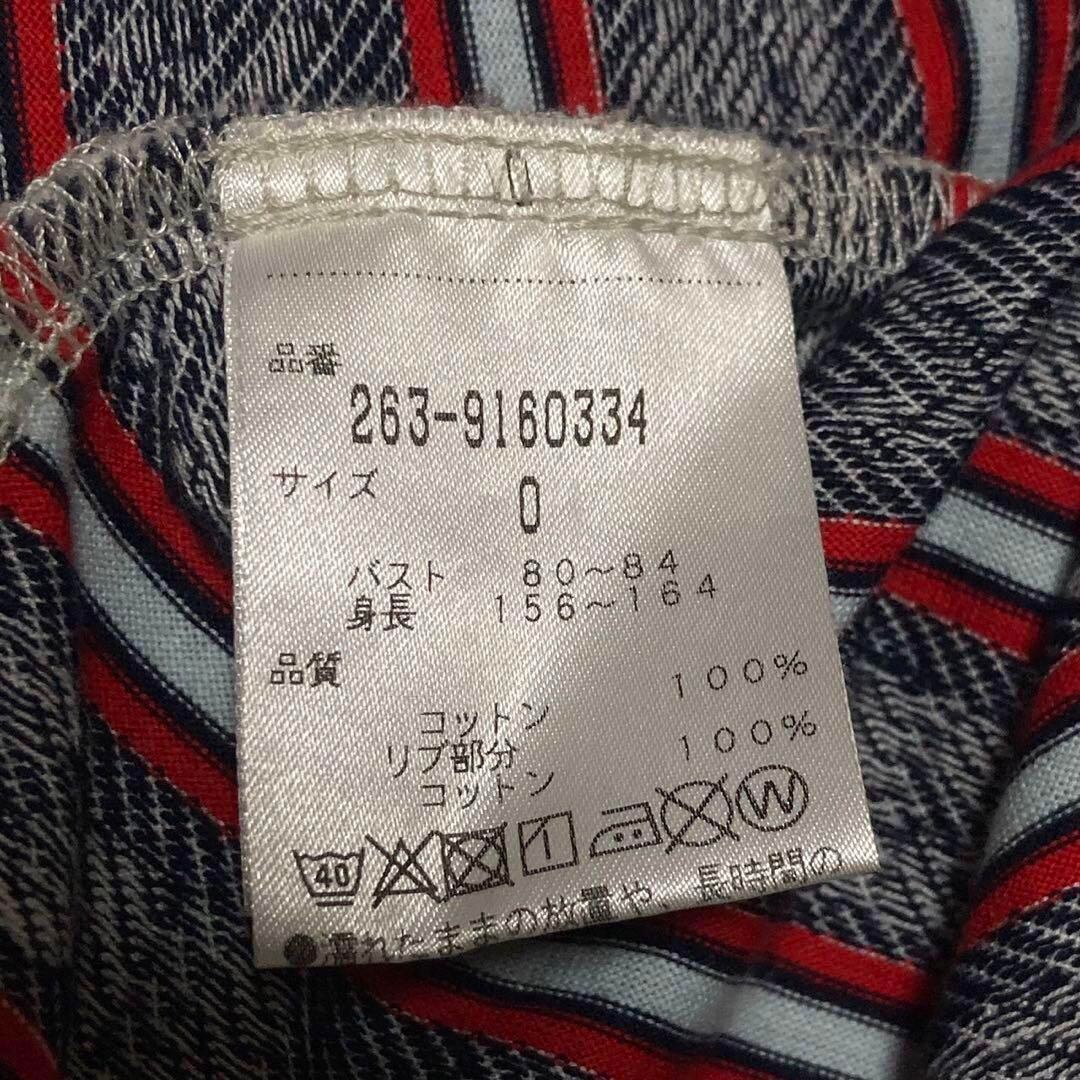 品番
263-9160334
サイズ
0
バスト 80～84
身長 156～164
品質
コットン 100%
リブ部分
コットン 100%
40 W
●濡れたままの放置や、長時間の